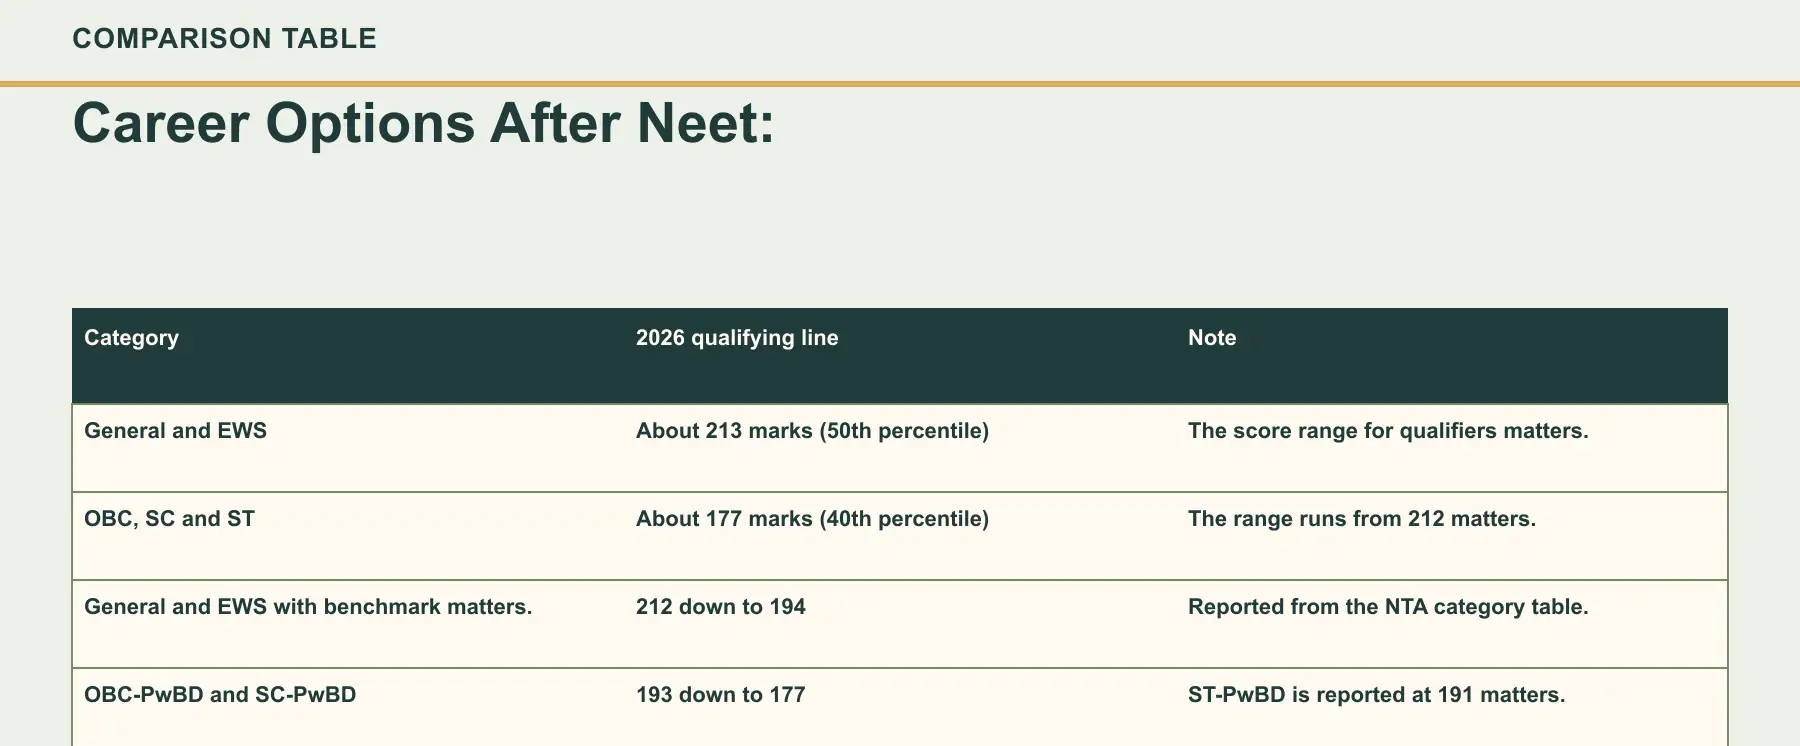 COMPARISON TABLE
Career Options After Neet:
Category 2026 qualifying line Note
General and EWS About 213 marks (50th percentile) The score range for qualifiers matters.
OBC, SC and ST About 177 marks (40th percentile) The range runs from 212 matters.
General and EWS with benchmark matters. 212 down to 194 Reported from the NTA category table.
OBC-PwBD and SC-PwBD 193 down to 177 ST-PwBD is reported at 191 matters.